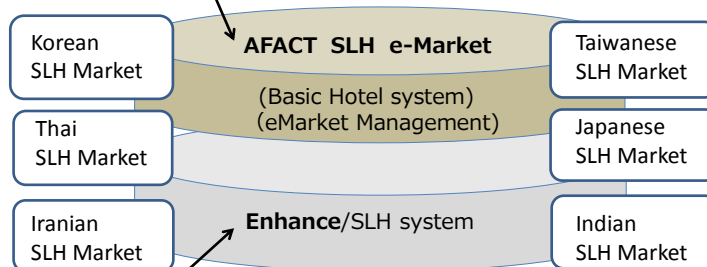 Korean
SLH Market
AFACT SLH e-Market
Taiwanese
SLH Market
(Basic Hotel system)
(eMarket Management)
Thai
SLH Market
Japanese
SLH Market
Iranian
SLH Market
Enhance/SLH system
Indian
SLH Market